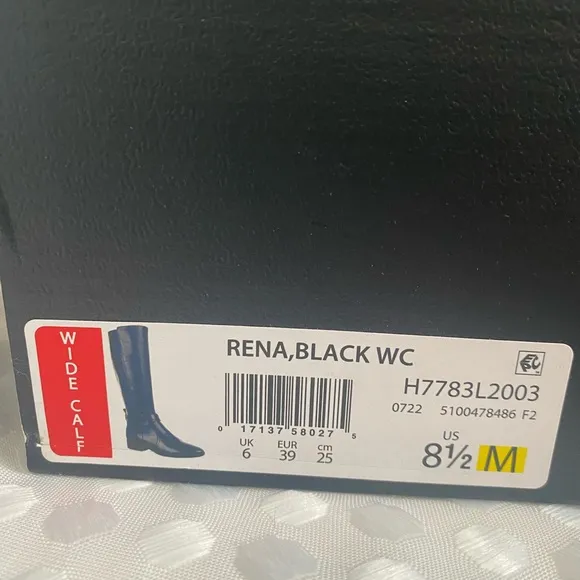 WIDE CALF
RENA,BLACK WC
H7783L2003
0722 5100478486 F2
0 17137 58027 5
UK EUR cm
6 39 25
US
8½ M